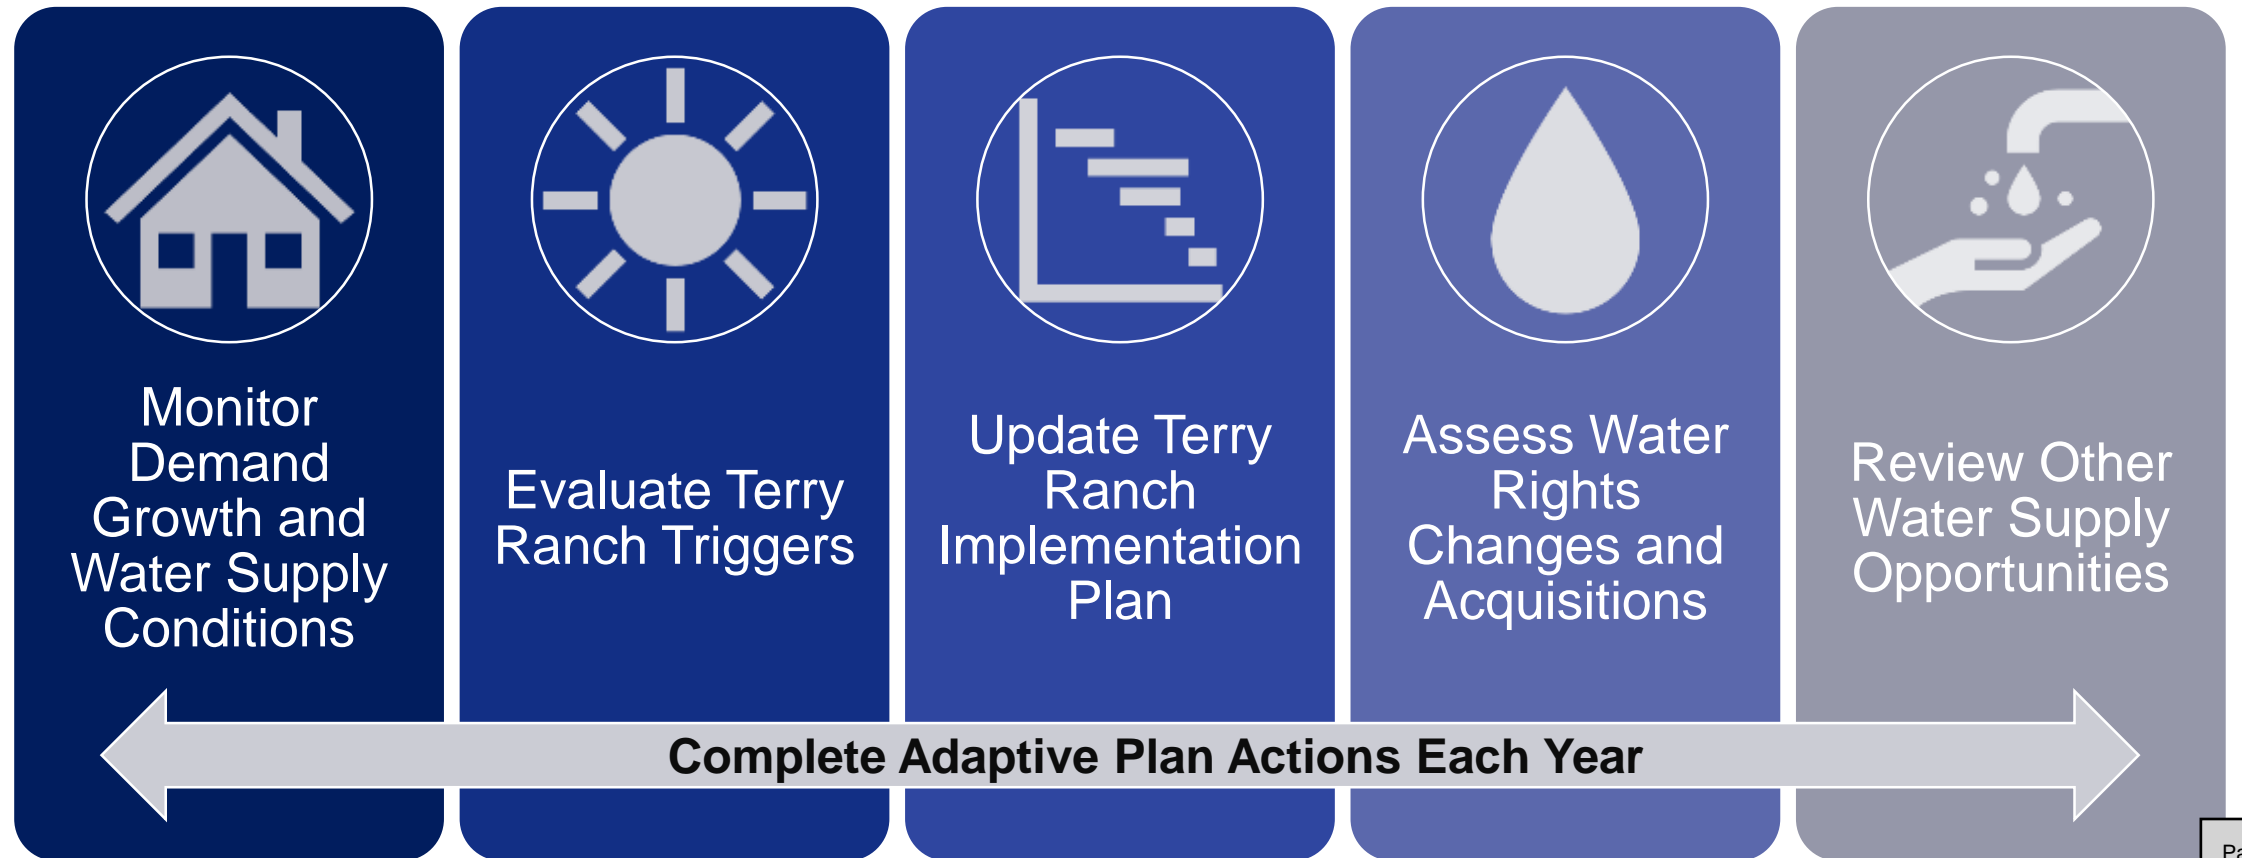 Monitor
Demand
Growth and
Water Supply
Conditions
Evaluate Terry
Ranch Triggers
Update Terry
Ranch
Implementation
Plan
Assess Water
Rights
Changes and
Acquisitions
Review Other
Water Supply
Opportunities
Complete Adaptive Plan Actions Each Year